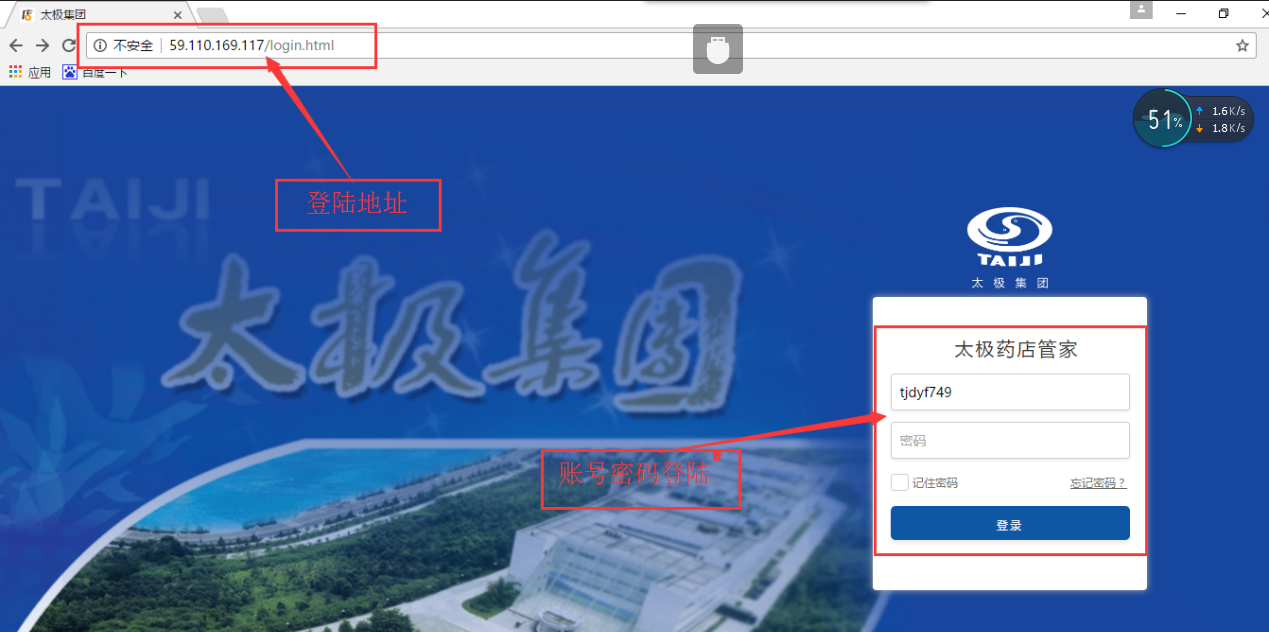 太极集团
不安全 59.110.169.117/login.html
应用 百度一下
51% 1.6K/s
1.8K/s
登陆地址
TAIJI
太极集团
TAIJI
太极集团
太极药店管家
tjdyf749
密码
账号密码登陆
记住密码 忘记密码？
登录